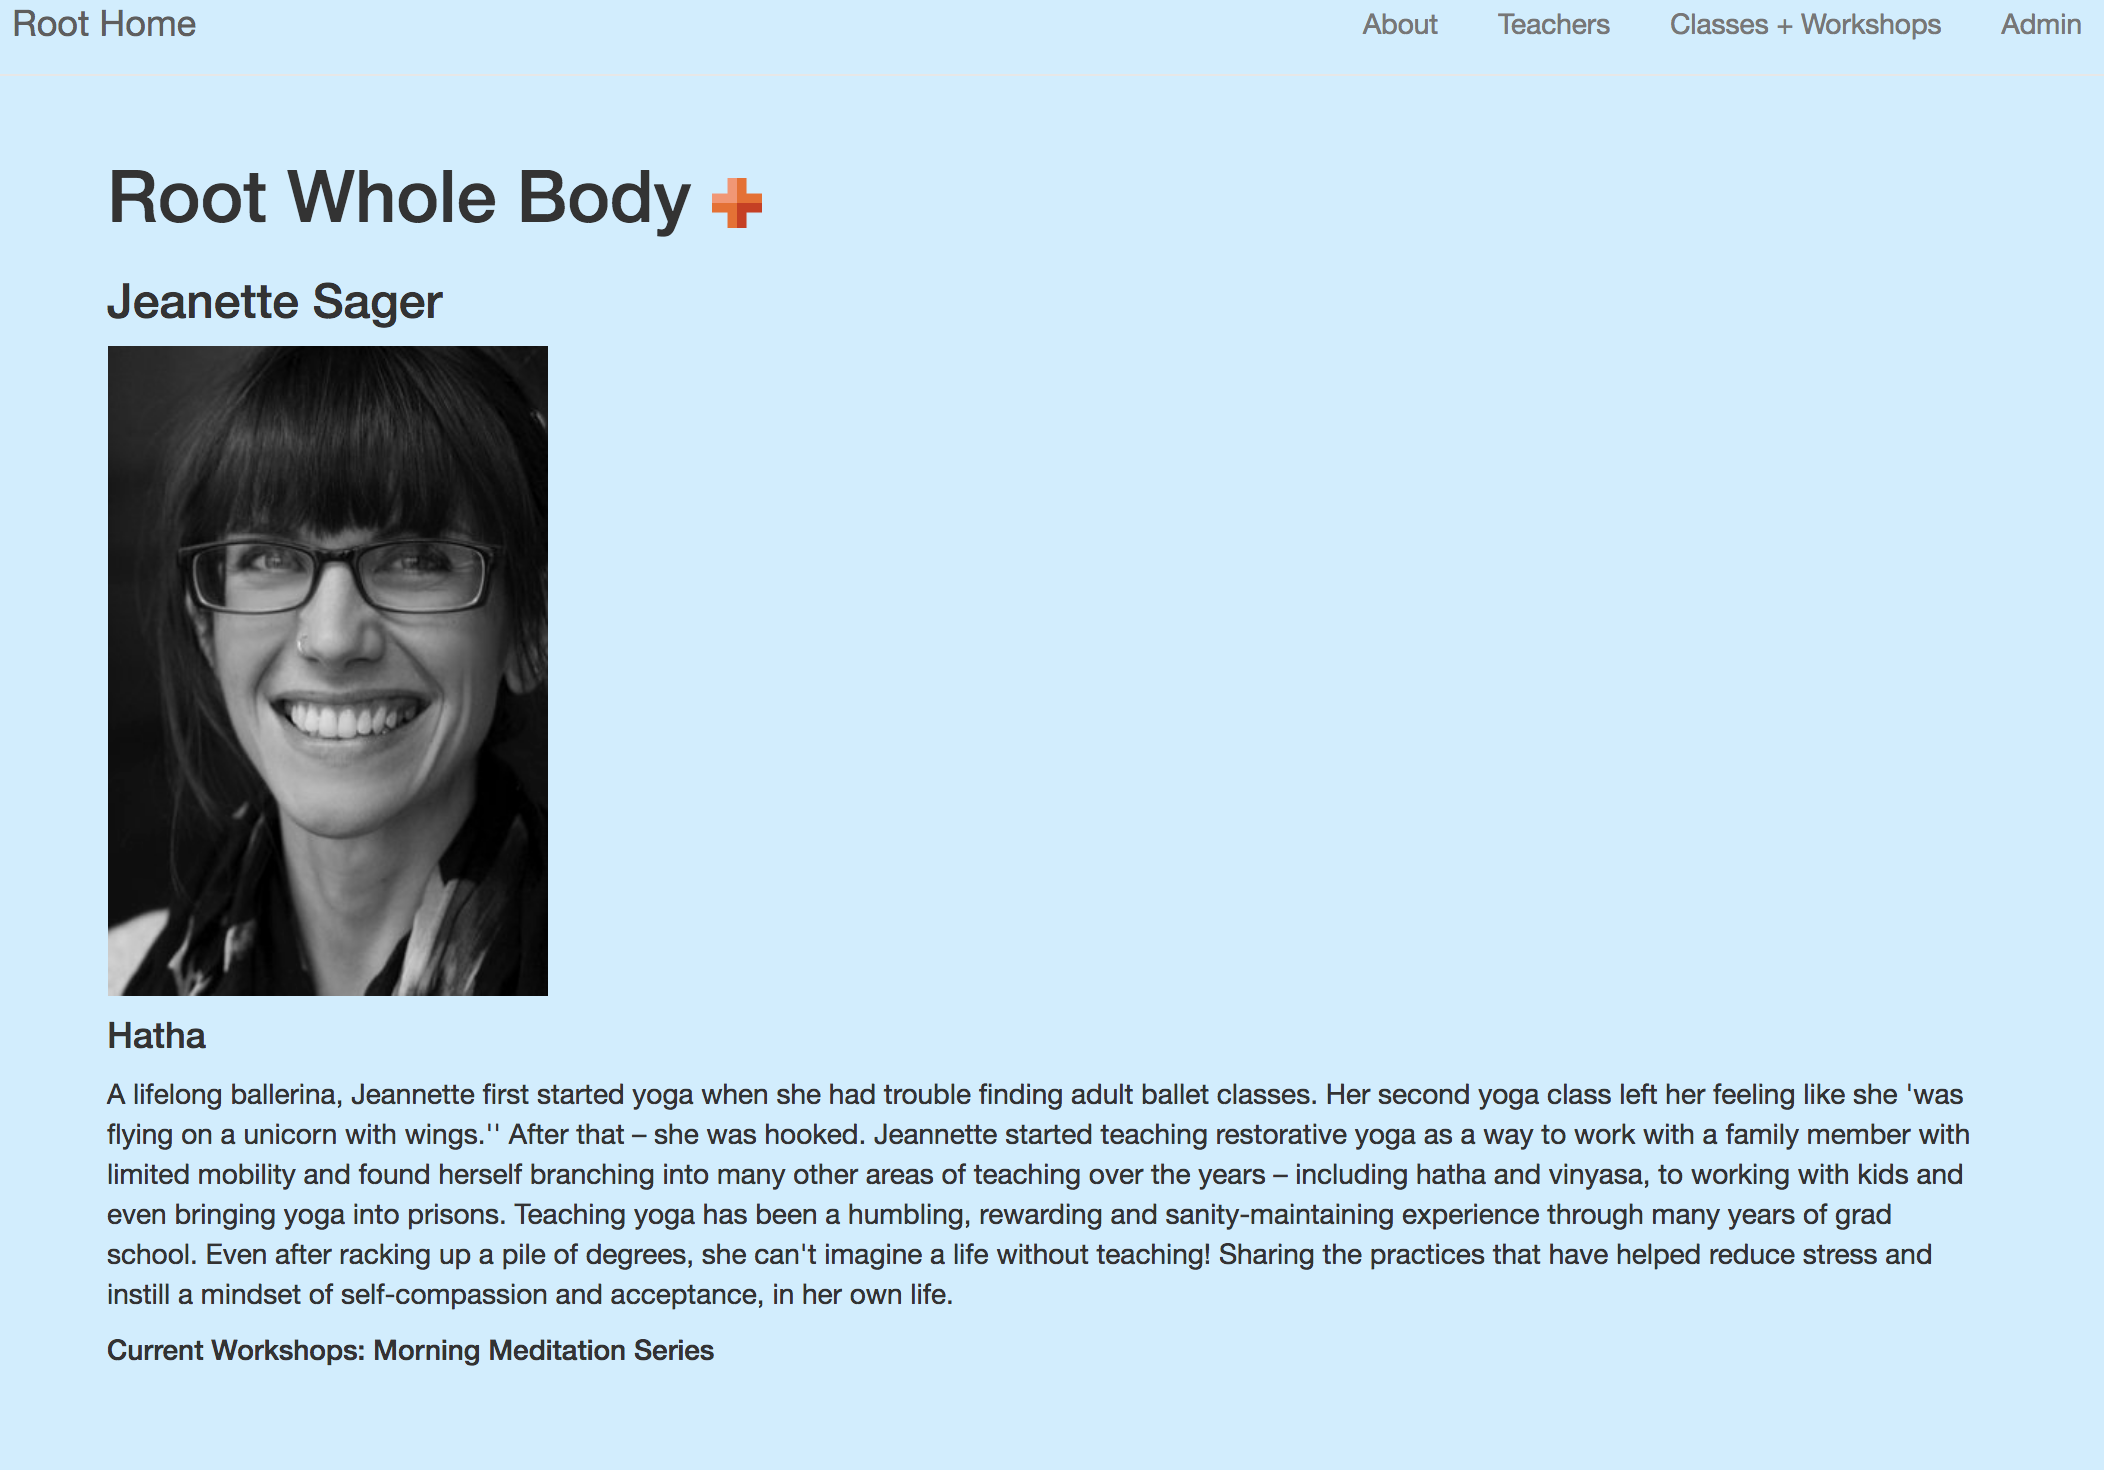 Root Home About Teachers Classes + Workshops Admin
Root Whole Body
Jeanette Sager
Hatha
A lifelong ballerina, Jeannette first started yoga when she had trouble finding adult ballet classes. Her second yoga class left her feeling like she 'was
flying on a unicorn with wings.'' After that – she was hooked. Jeannette started teaching restorative yoga as a way to work with a family member with
limited mobility and found herself branching into many other areas of teaching over the years – including hatha and vinyasa, to working with kids and
even bringing yoga into prisons. Teaching yoga has been a humbling, rewarding and sanity-maintaining experience through many years of grad
school. Even after racking up a pile of degrees, she can't imagine a life without teaching! Sharing the practices that have helped reduce stress and
instill a mindset of self-compassion and acceptance, in her own life.
Current Workshops: Morning Meditation Series